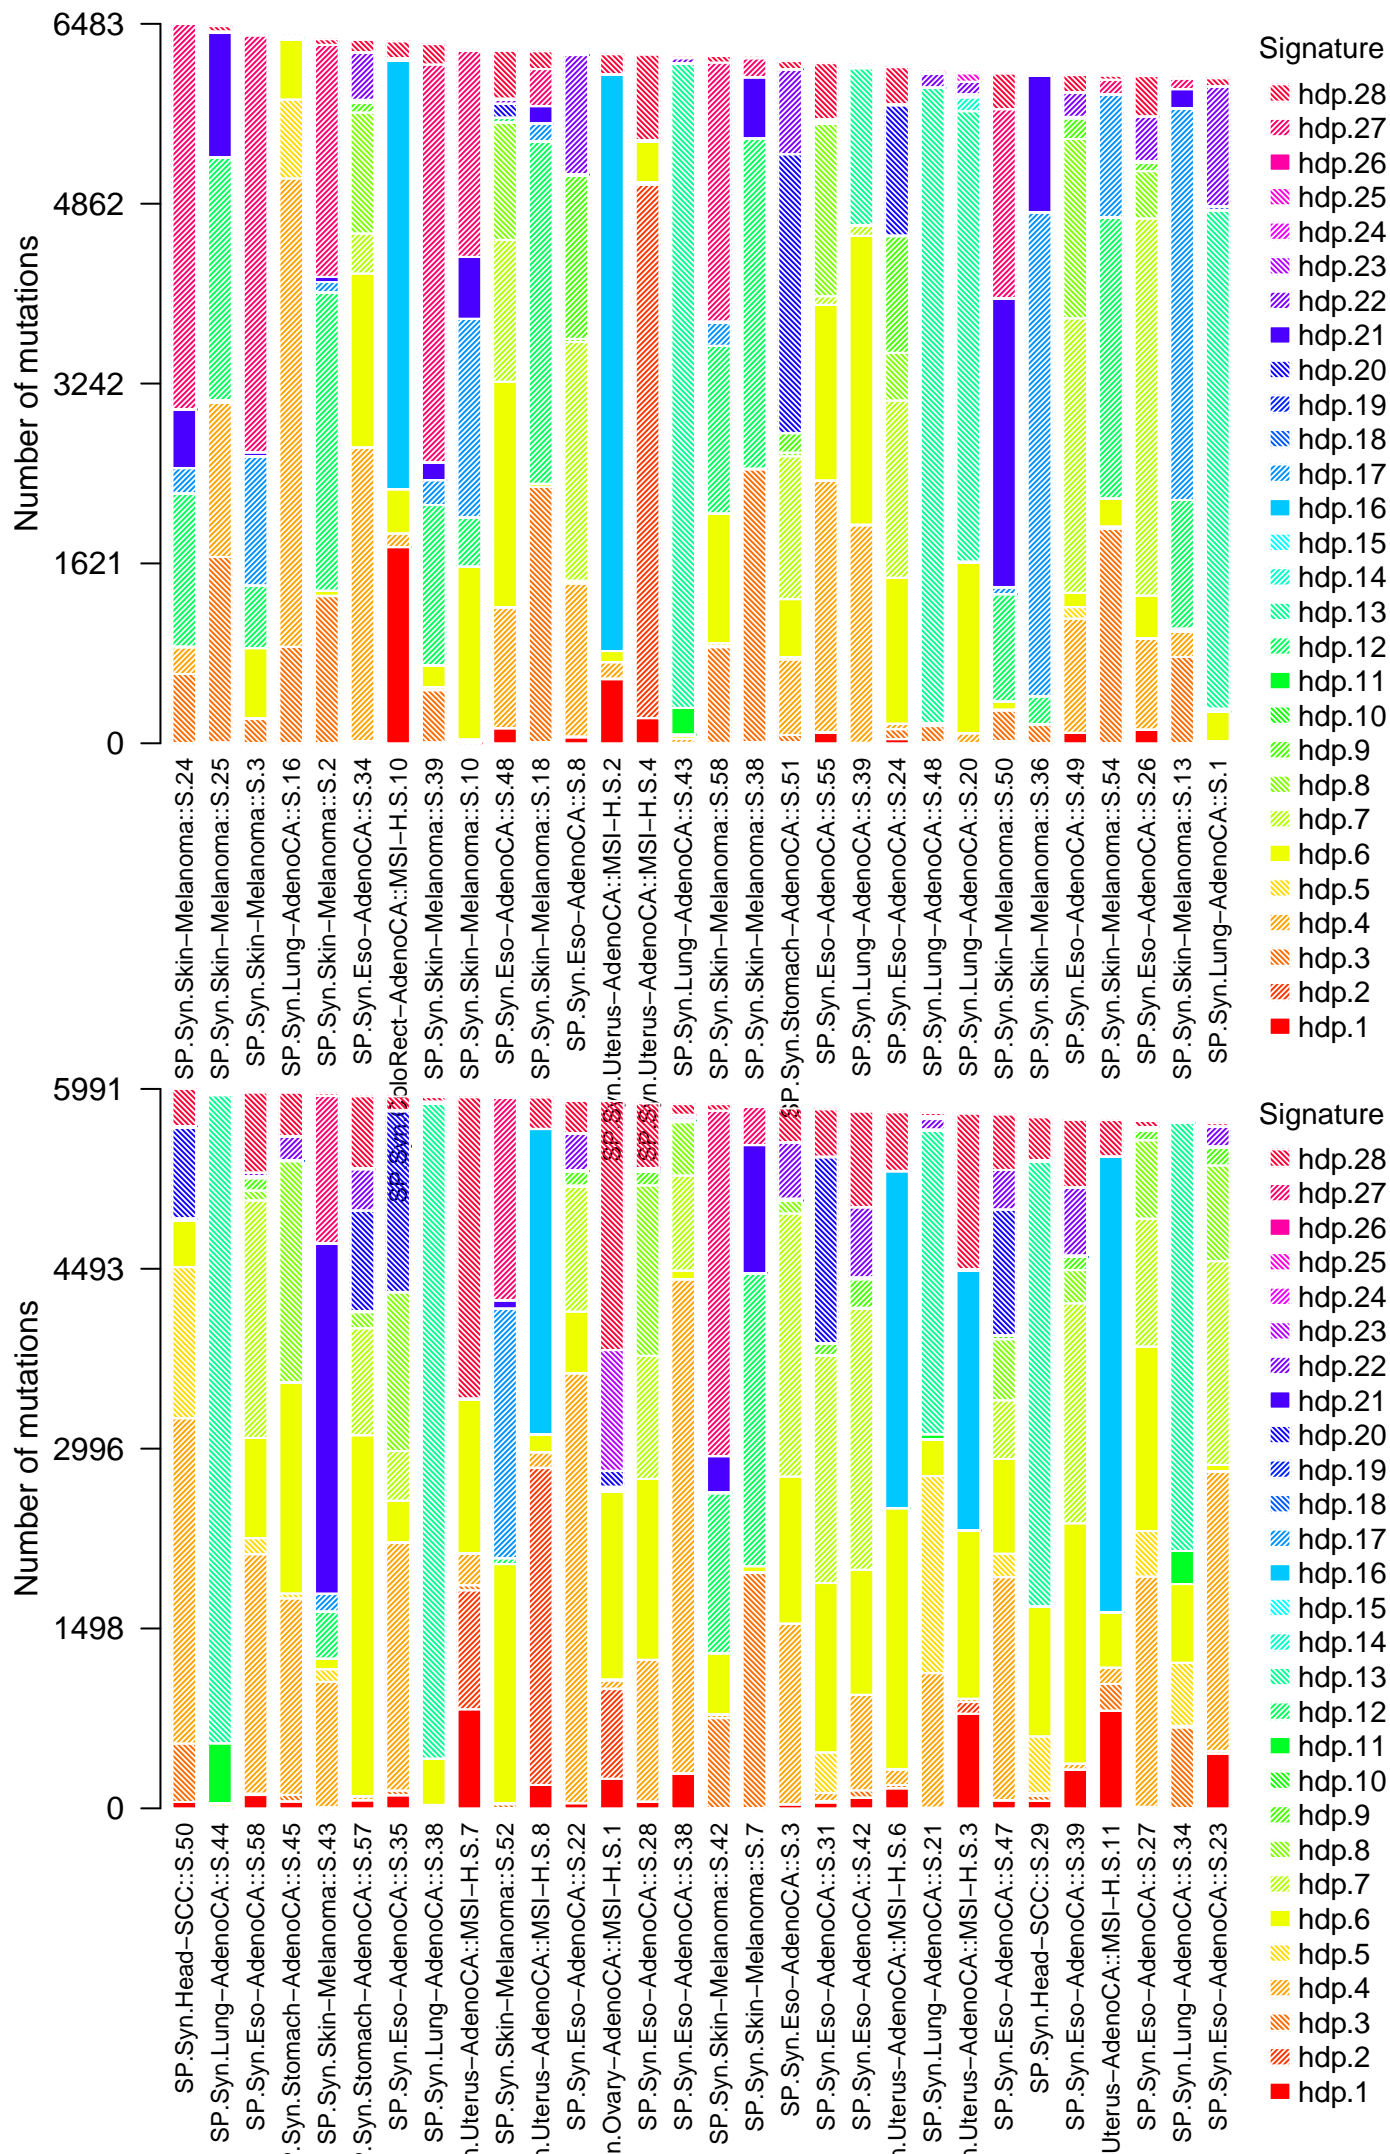 6483
4862
3242
1621
0
Number of mutations
SP.Syn.Skin−Melanoma::S.24
SP.Syn.Skin−Melanoma::S.25
SP.Syn.Skin−Melanoma::S.3
SP.Syn.Lung−AdenoCA::S.16
SP.Syn.Skin−Melanoma::S.2
SP.Syn.Eso−AdenoCA::S.34
SP.Syn.ColoRect−AdenoCA::MSI−H.S.10
SP.Syn.Skin−Melanoma::S.39
SP.Syn.Skin−Melanoma::S.10
SP.Syn.Eso−AdenoCA::S.48
SP.Syn.Skin−Melanoma::S.18
SP.Syn.Eso−AdenoCA::S.8
SP.Syn.Uterus−AdenoCA::MSI−H.S.2
SP.Syn.Uterus−AdenoCA::MSI−H.S.4
SP.Syn.Lung−AdenoCA::S.43
SP.Syn.Skin−Melanoma::S.58
SP.Syn.Skin−Melanoma::S.38
SP.Syn.Stomach−AdenoCA::S.51
SP.Syn.Eso−AdenoCA::S.55
SP.Syn.Lung−AdenoCA::S.39
SP.Syn.Eso−AdenoCA::S.24
SP.Syn.Lung−AdenoCA::S.48
SP.Syn.Lung−AdenoCA::S.20
SP.Syn.Skin−Melanoma::S.50
SP.Syn.Skin−Melanoma::S.36
SP.Syn.Eso−AdenoCA::S.49
SP.Syn.Skin−Melanoma::S.54
SP.Syn.Eso−AdenoCA::S.26
SP.Syn.Skin−Melanoma::S.13
SP.Syn.Lung−AdenoCA::S.1
Signature
hdp.28
hdp.27
hdp.26
hdp.25
hdp.24
hdp.23
hdp.22
hdp.21
hdp.20
hdp.19
hdp.18
hdp.17
hdp.16
hdp.15
hdp.14
hdp.13
hdp.12
hdp.11
hdp.10
hdp.9
hdp.8
hdp.7
hdp.6
hdp.5
hdp.4
hdp.3
hdp.2
hdp.1
5991
4493
2996
1498
0
Number of mutations
SP.Syn.Head−SCC::S.50
SP.Syn.Lung−AdenoCA::S.44
SP.Syn.Eso−AdenoCA::S.58
P.Syn.Stomach−AdenoCA::S.45
SP.Syn.Skin−Melanoma::S.43
P.Syn.Stomach−AdenoCA::S.57
SP.Syn.Eso−AdenoCA::S.35
SP.Syn.Lung−AdenoCA::S.38
n.Uterus−AdenoCA::MSI−H.S.7
SP.Syn.Skin−Melanoma::S.52
n.Uterus−AdenoCA::MSI−H.S.8
SP.Syn.Eso−AdenoCA::S.22
n.Ovary−AdenoCA::MSI−H.S.1
SP.Syn.Eso−AdenoCA::S.28
SP.Syn.Eso−AdenoCA::S.38
SP.Syn.Skin−Melanoma::S.42
SP.Syn.Skin−Melanoma::S.7
SP.Syn.Eso−AdenoCA::S.3
SP.Syn.Eso−AdenoCA::S.31
SP.Syn.Eso−AdenoCA::S.42
n.Uterus−AdenoCA::MSI−H.S.6
SP.Syn.Lung−AdenoCA::S.21
n.Uterus−AdenoCA::MSI−H.S.3
SP.Syn.Eso−AdenoCA::S.47
SP.Syn.Head−SCC::S.29
SP.Syn.Eso−AdenoCA::S.39
Uterus−AdenoCA::MSI−H.S.11
SP.Syn.Eso−AdenoCA::S.27
SP.Syn.Lung−AdenoCA::S.34
SP.Syn.Eso−AdenoCA::S.23
Signature
hdp.28
hdp.27
hdp.26
hdp.25
hdp.24
hdp.23
hdp.22
hdp.21
hdp.20
hdp.19
hdp.18
hdp.17
hdp.16
hdp.15
hdp.14
hdp.13
hdp.12
hdp.11
hdp.10
hdp.9
hdp.8
hdp.7
hdp.6
hdp.5
hdp.4
hdp.3
hdp.2
hdp.1